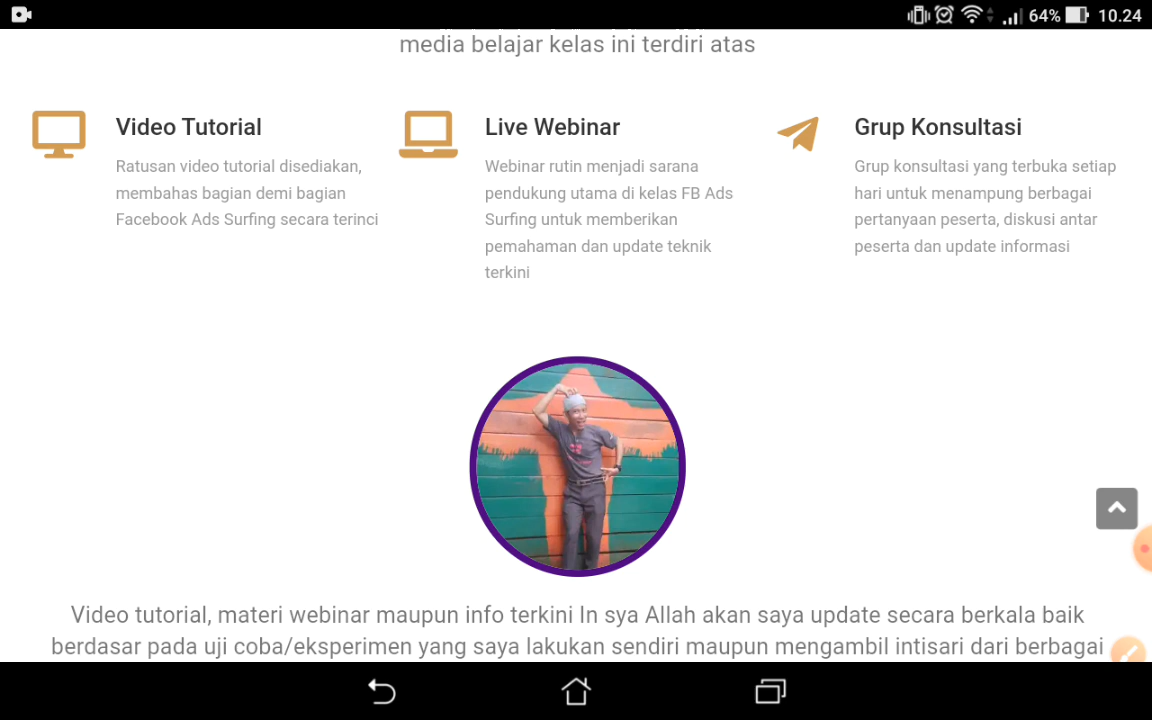 64% 10.24
media belajar kelas ini terdiri atas
Video Tutorial
Ratusan video tutorial disediakan,
membahas bagian demi bagian
Facebook Ads Surfing secara terinci
Live Webinar
Webinar rutin menjadi sarana
pendukung utama di kelas FB Ads
Surfing untuk memberikan
pemahaman dan update teknik
terkini
Grup Konsultasi
Grup konsultasi yang terbuka setiap
hari untuk menampung berbagai
pertanyaan peserta, diskusi antar
peserta dan update informasi
Video tutorial, materi webinar maupun info terkini In sya Allah akan saya update secara berkala baik
berdasar pada uji coba/eksperimen yang saya lakukan sendiri maupun mengambil intisari dari berbagai